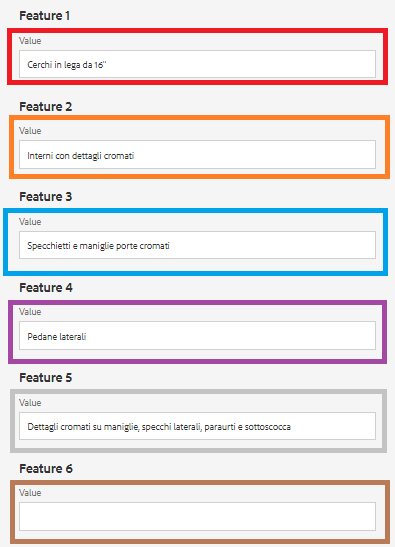 Feature 1
Value
Cerchi in lega da 16"
Feature 2
Value
Interni con dettagli cromati
Feature 3
Value
Specchietti e maniglie porte cromati
Feature 4
Value
Pedane laterali
Feature 5
Value
Dettagli cromati su maniglie, specchi laterali, paraurti e sottoscocca
Feature 6
Value